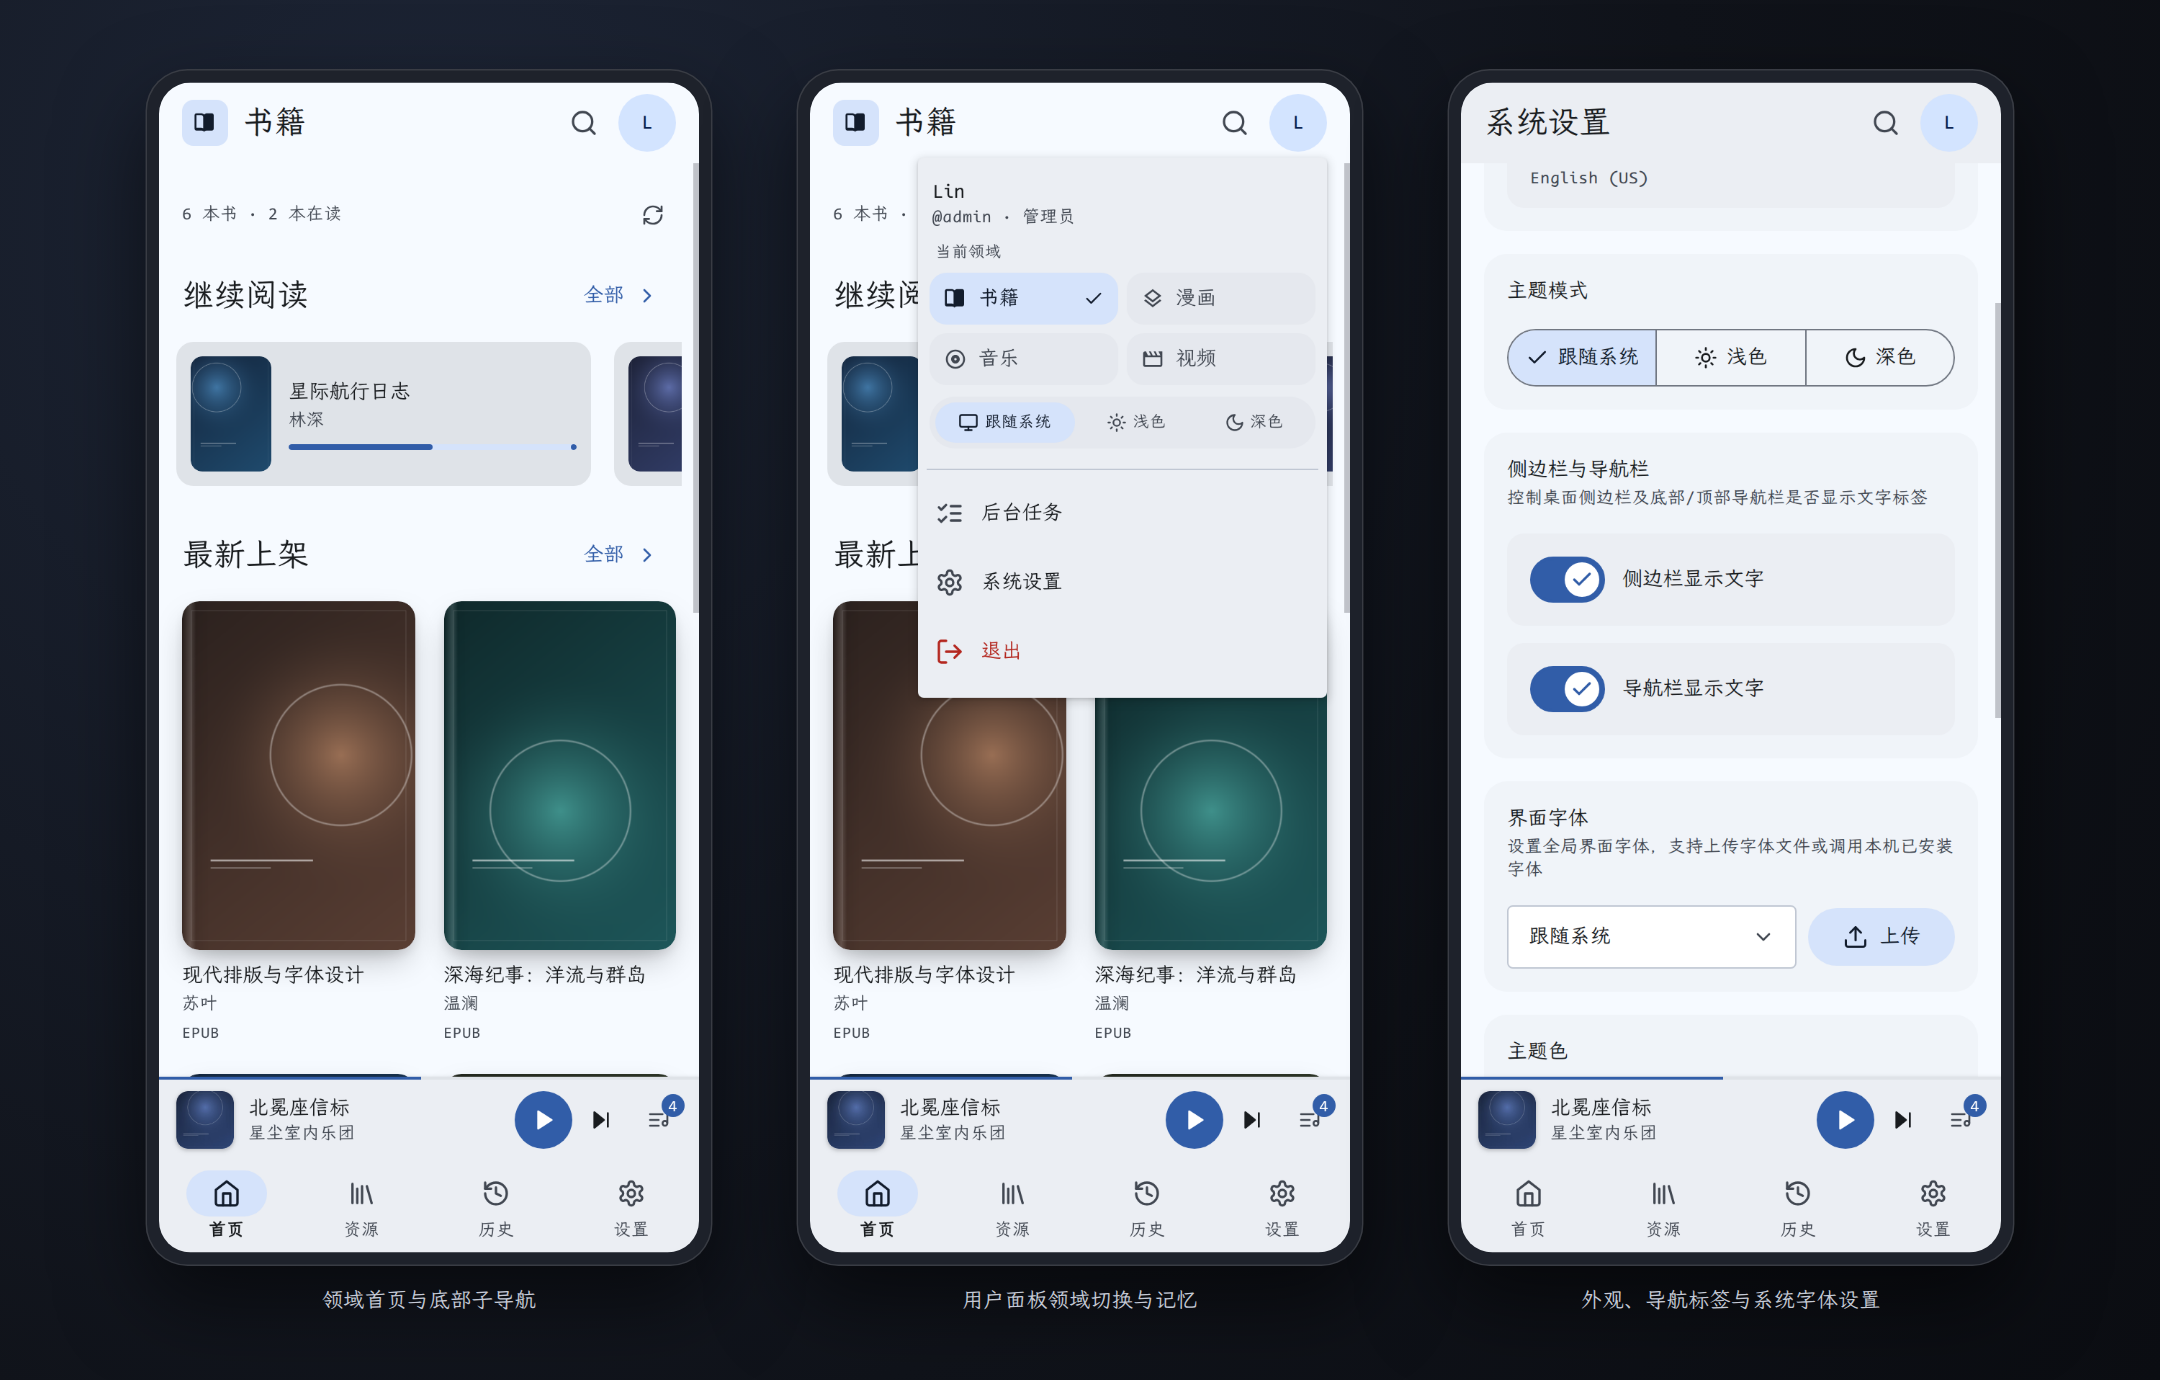 书籍
L
6 本书 · 2 本在读
继续阅读
全部
星际航行日志
林深
最新上架
全部
现代排版与字体设计
苏叶
EPUB
深海纪事：洋流与群岛
温澜
EPUB
北冕座信标
星尘室内乐团
4
首页
资源
历史
设置
领域首页与底部子导航
书籍
L
6 本书 ·
继续阅
最新上
Lin
@admin · 管理员
当前领域
书籍
漫画
音乐
视频
跟随系统
浅色
深色
后台任务
系统设置
退出
现代排版与字体设计
苏叶
EPUB
深海纪事：洋流与群岛
温澜
EPUB
北冕座信标
星尘室内乐团
4
首页
资源
历史
设置
用户面板领域切换与记忆
系统设置
L
English (US)
主题模式
跟随系统
浅色
深色
侧边栏与导航栏
控制桌面侧边栏及底部/顶部导航栏是否显示文字标签
侧边栏显示文字
导航栏显示文字
界面字体
设置全局界面字体，支持上传字体文件或调用本机已安装
字体
跟随系统
上传
主题色
北冕座信标
星尘室内乐团
4
首页
资源
历史
设置
外观、导航标签与系统字体设置